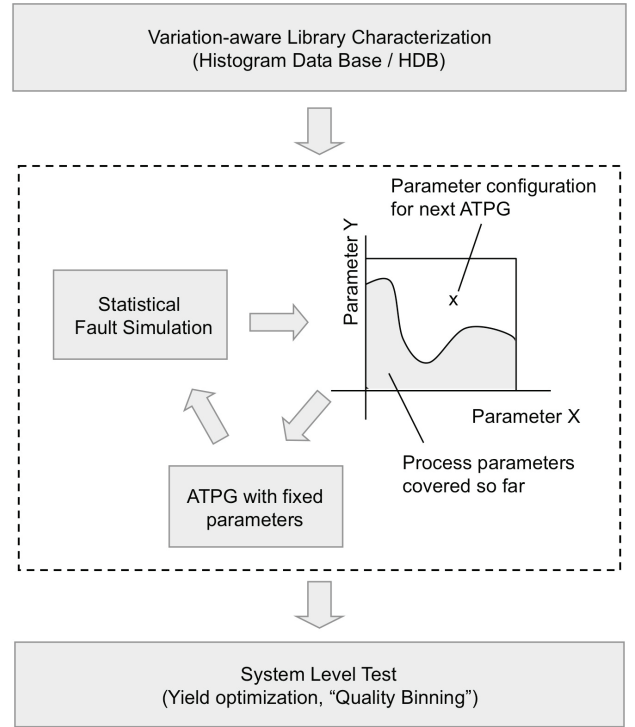 Variation-aware Library Characterization
(Histogram Data Base / HDB)
Parameter configuration
for next ATPG
Parameter Y
x
Statistical
Fault Simulation
Parameter X
Process parameters
covered so far
ATPG with fixed
parameters
System Level Test
(Yield optimization, “Quality Binning”)